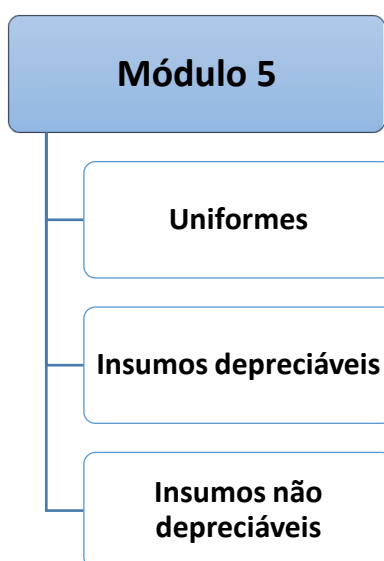 Módulo 5
Uniformes
Insumos depreciáveis
Insumos não
depreciáveis